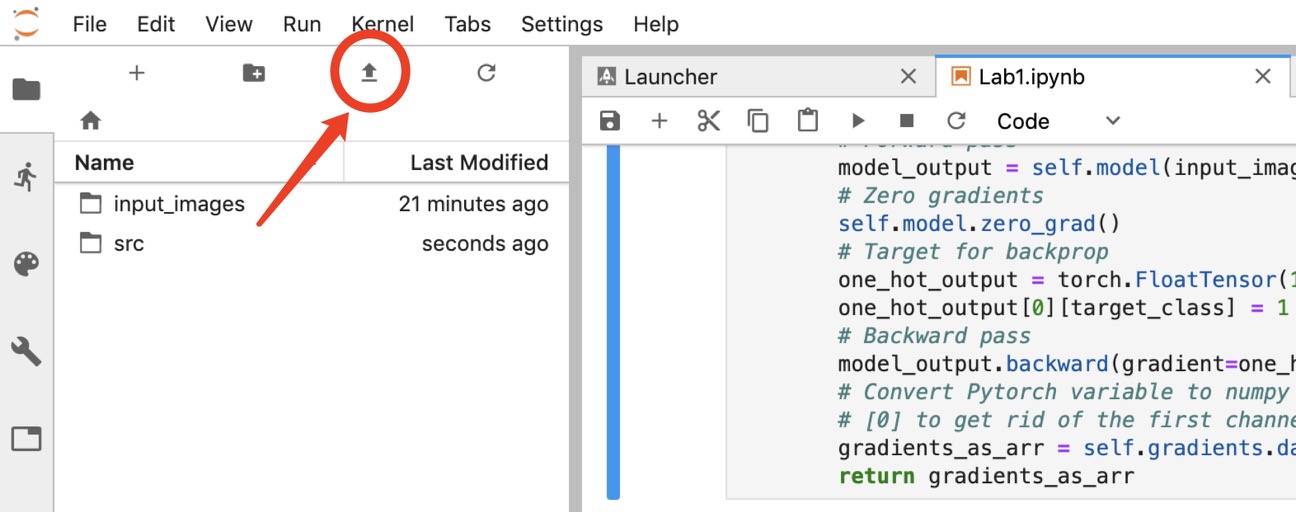 File Edit View Run Kernel Tabs Settings Help
Launcher
Lab1.ipynb
Code
Name Last Modified
input_images 21 minutes ago
src seconds ago
# Forward pass
model_output = self.model(input_imag
# Zero gradients
self.model.zero_grad()
# Target for backprop
one_hot_output = torch.FloatTensor(1
one_hot_output[0][target_class] = 1
# Backward pass
model_output.backward(gradient=one_h
# Convert Pytorch variable to numpy
# [0] to get rid of the first channe
gradients_as_arr = self.gradients.da
return gradients_as_arr